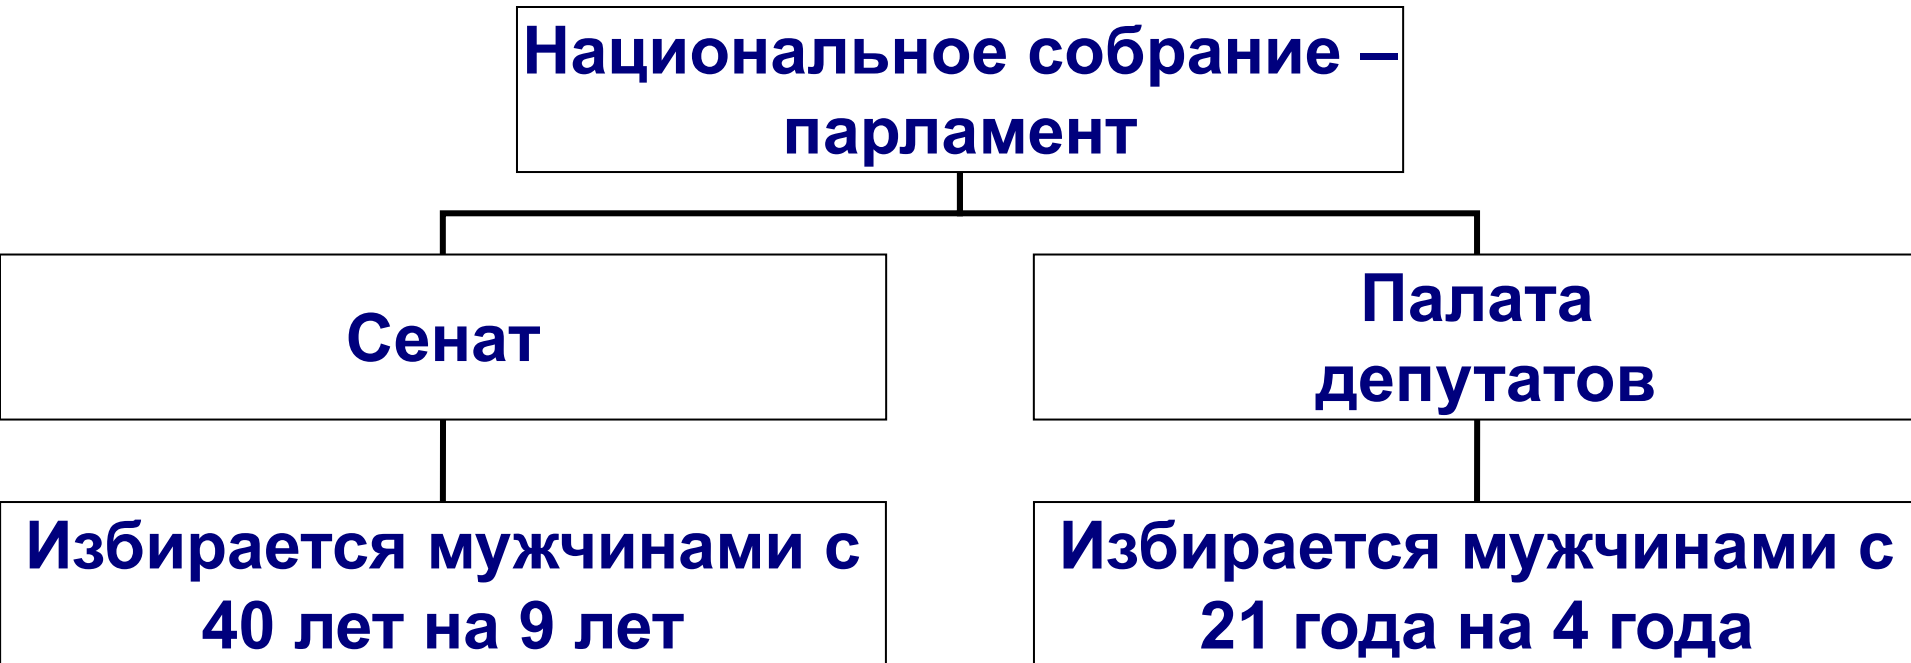 Национальное собрание –
парламент
Сенат
Палата
депутатов
Избирается мужчинами с
40 лет на 9 лет
Избирается мужчинами с
21 года на 4 года